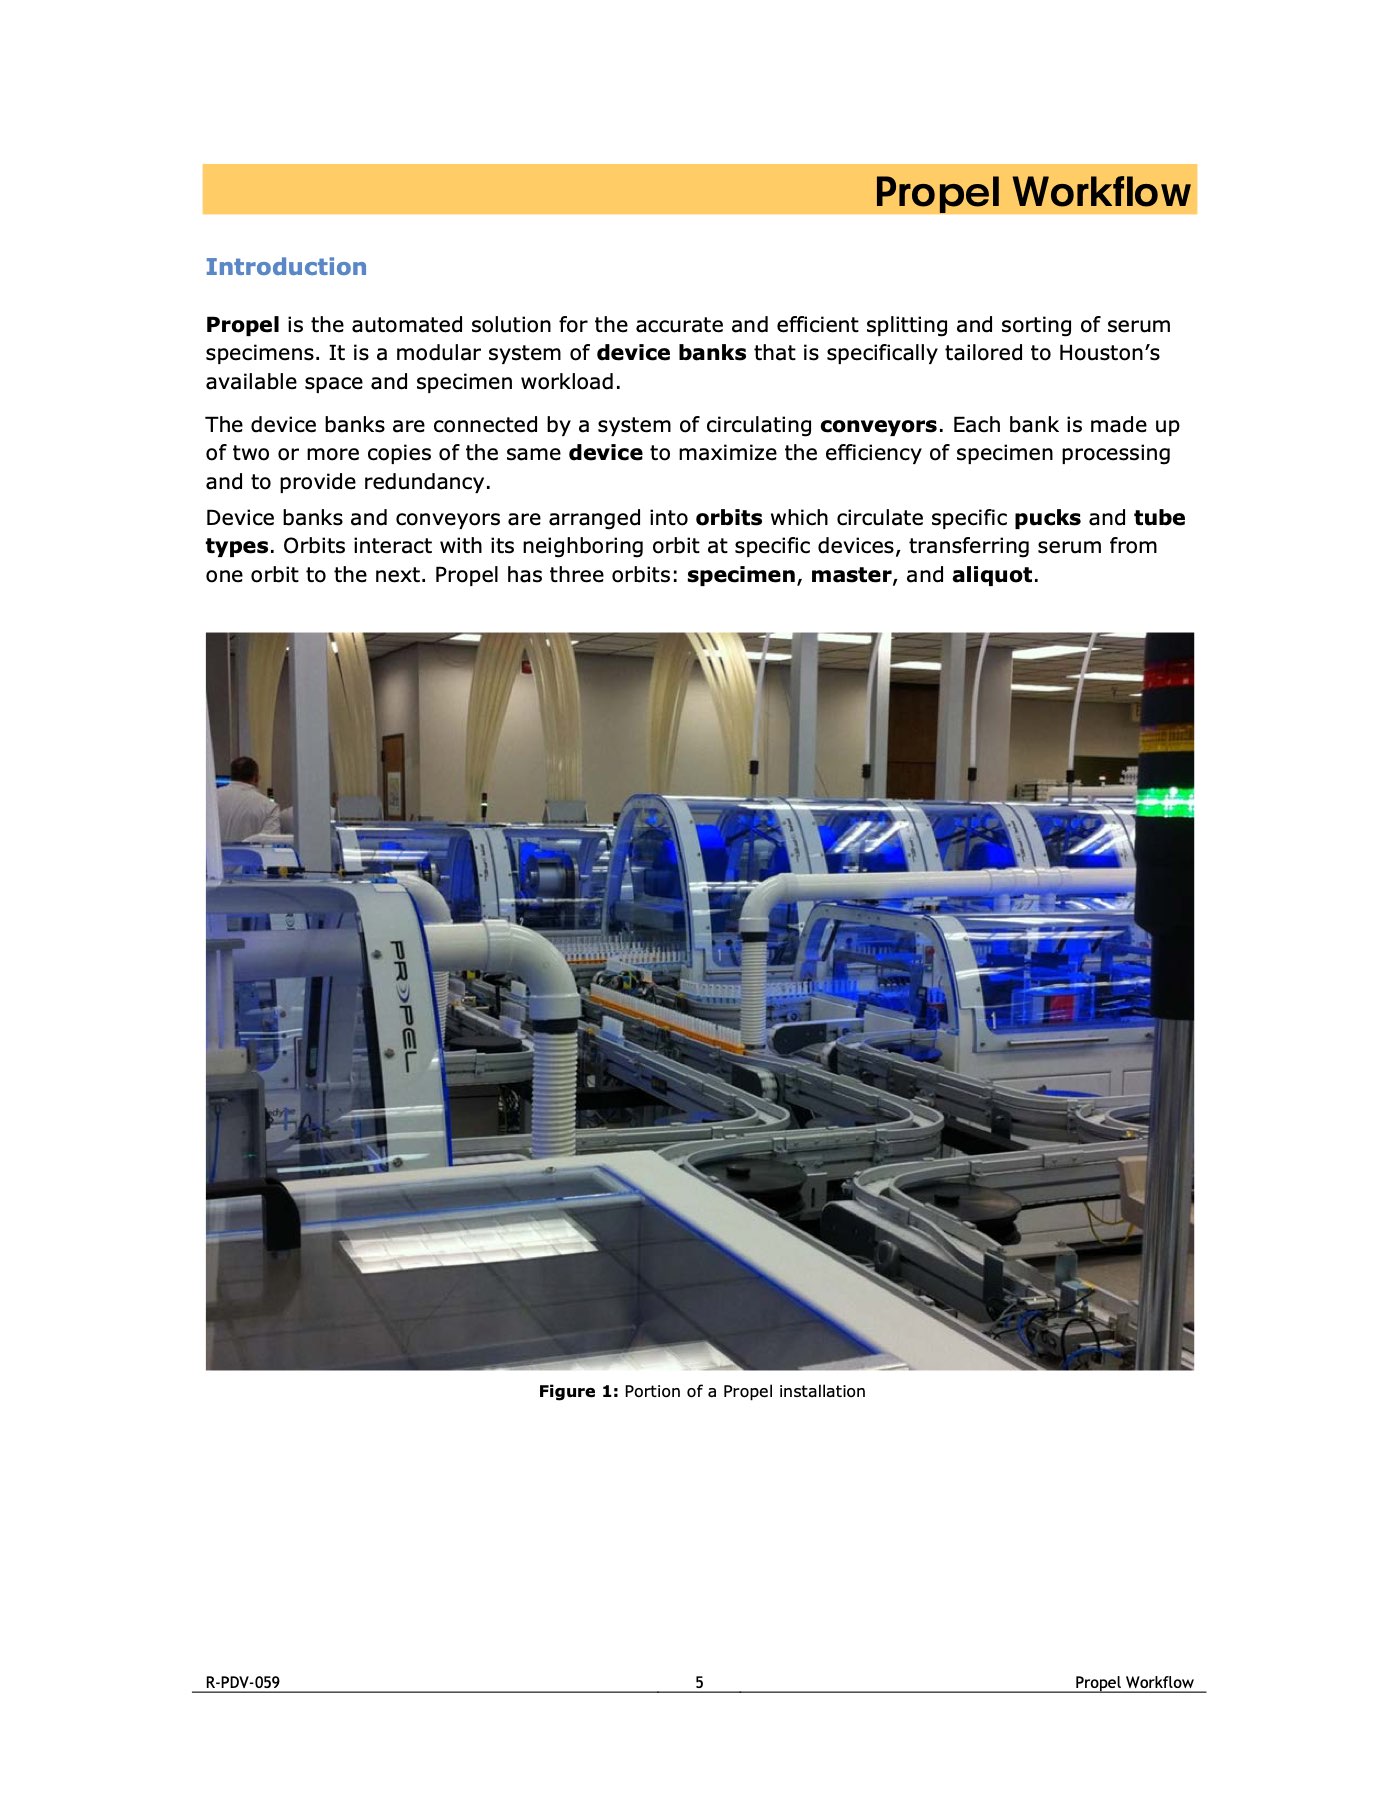 Propel Workflow
Introduction
Propel is the automated solution for the accurate and efficient splitting and sorting of serum
specimens. It is a modular system of device banks that is specifically tailored to Houston’s
available space and specimen workload.
The device banks are connected by a system of circulating conveyors. Each bank is made up
of two or more copies of the same device to maximize the efficiency of specimen processing
and to provide redundancy.
Device banks and conveyors are arranged into orbits which circulate specific pucks and tube
types. Orbits interact with its neighboring orbit at specific devices, transferring serum from
one orbit to the next. Propel has three orbits: specimen, master, and aliquot.
PROPEL
1
1
Figure 1: Portion of a Propel installation
R-PDV-059 5 Propel Workflow